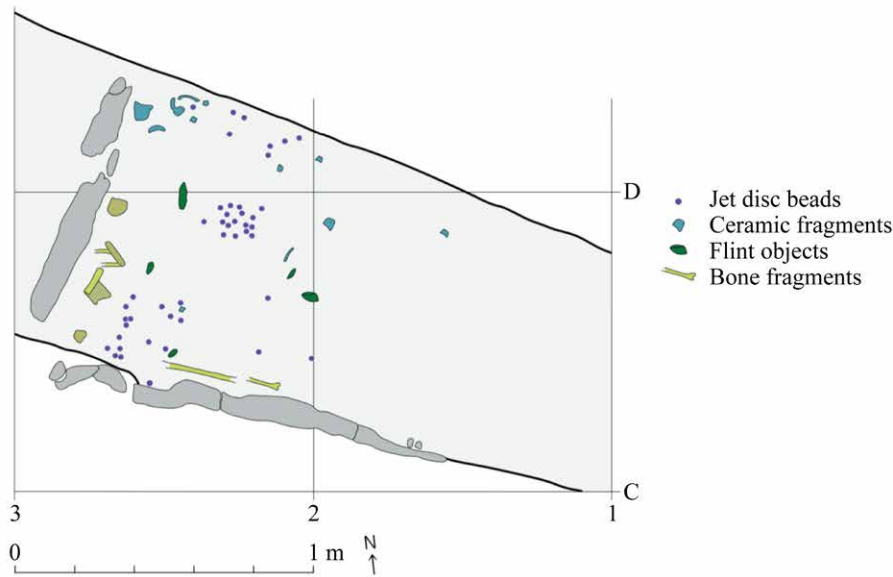 D
Jet disc beads
Ceramic fragments
Flint objects
Bone fragments
C
3 2 1
0 1 m N